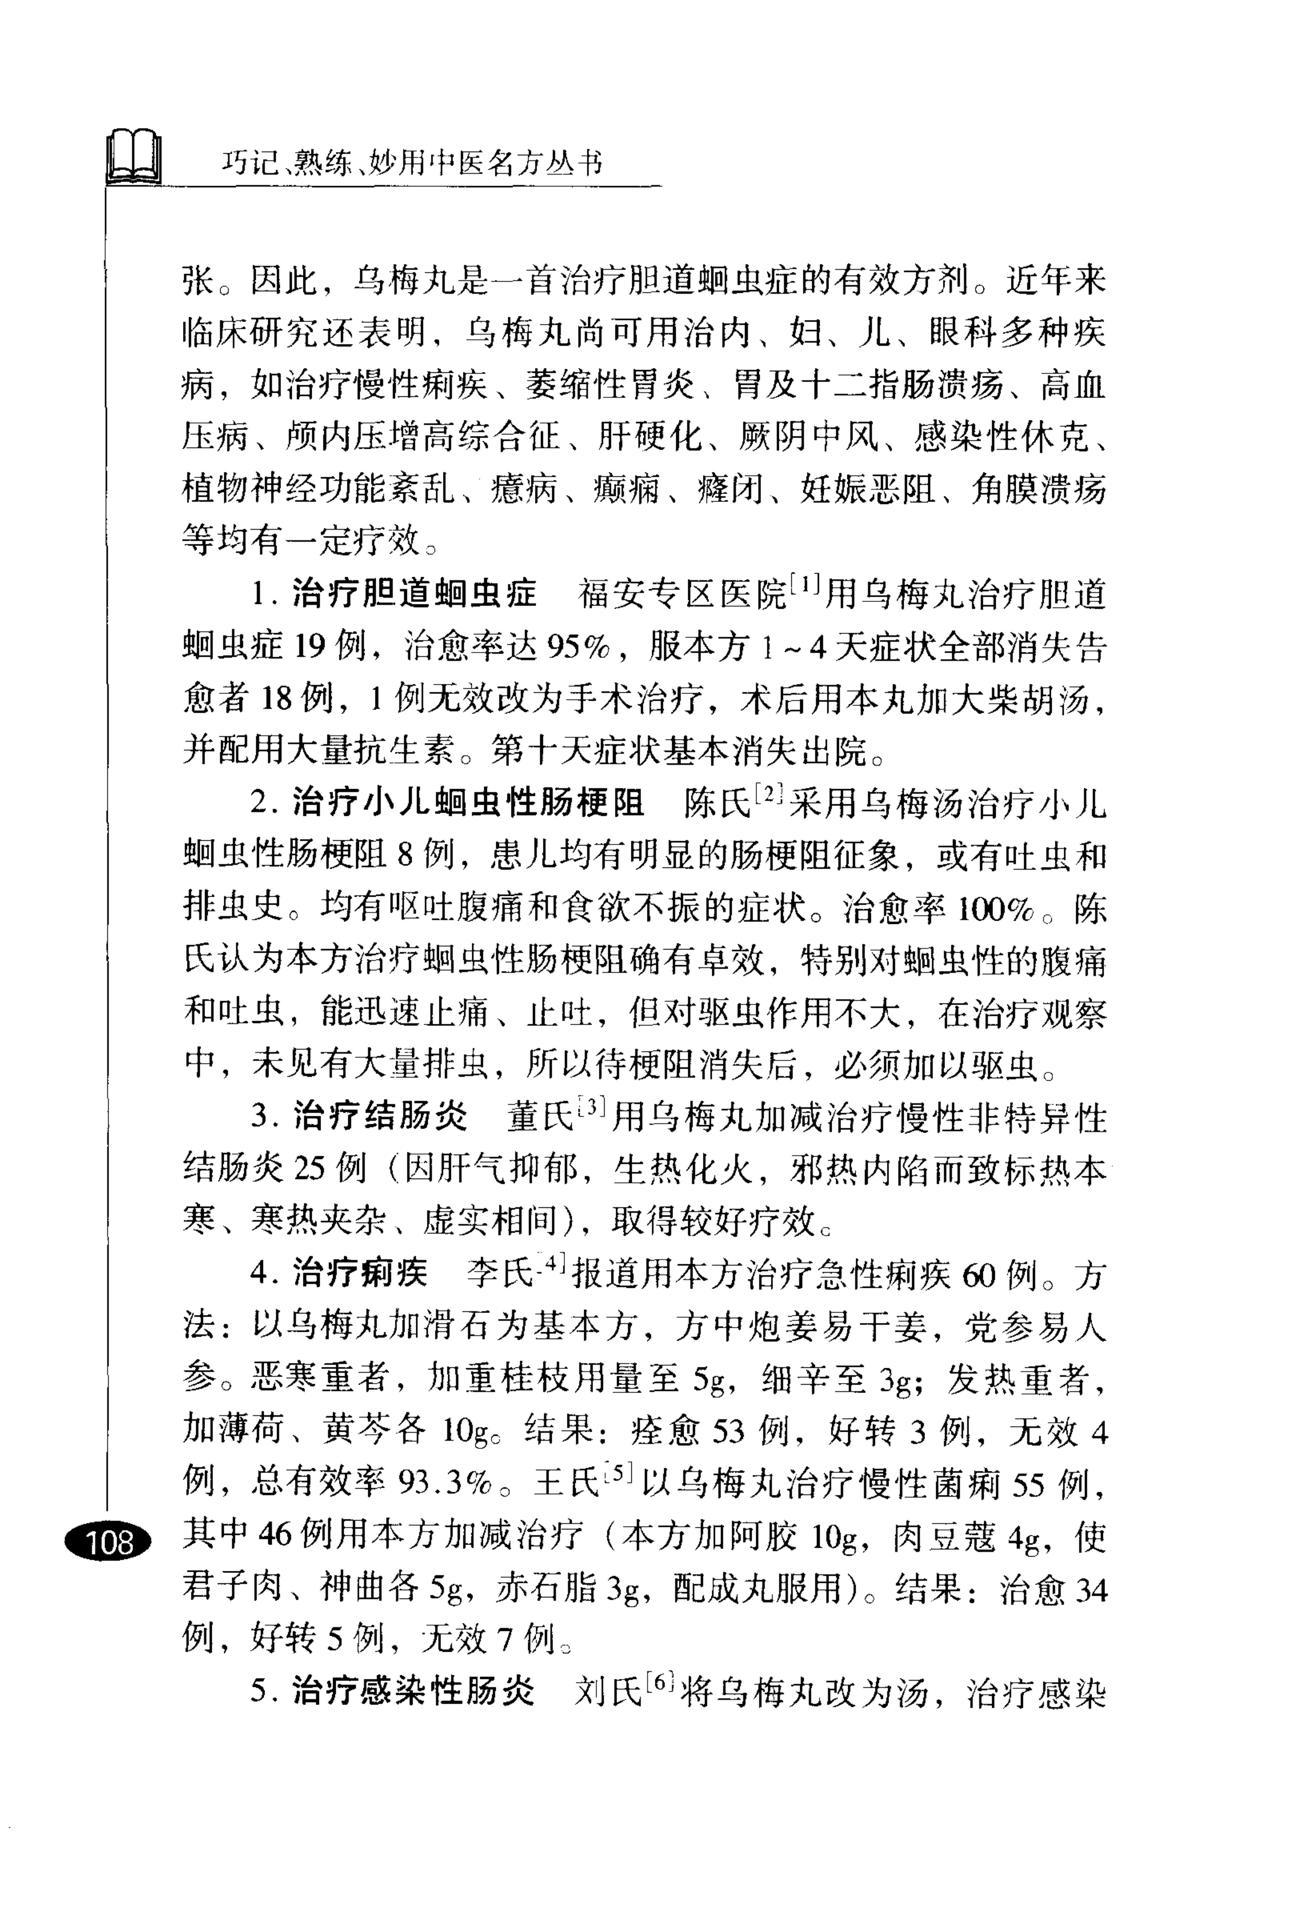 巧记、熟练、妙用中医名方丛书
张。因此，乌梅丸是一首治疗胆道蛔虫症的有效方剂。近年来
临床研究还表明，乌梅丸尚可用治内、妇、儿、眼科多种疾
病，如治疗慢性痢疾、萎缩性胃炎、胃及十二指肠溃疡、高血
压病、颅内压增高综合征、肝硬化、厥阴中风、感染性休克、
植物神经功能紊乱、癔病、癫痫、癃闭、妊娠恶阻、角膜溃疡
等均有一定疗效。
1. 治疗胆道蛔虫症　福安专区医院[1]用乌梅丸治疗胆道
蛔虫症 19 例，治愈率达 95%，服本方 1～4 天症状全部消失告
愈者 18 例，1 例无效改为手术治疗，术后用本丸加大柴胡汤，
并配用大量抗生素。第十天症状基本消失出院。
2. 治疗小儿蛔虫性肠梗阻　陈氏[2]采用乌梅汤治疗小儿
蛔虫性肠梗阻 8 例，患儿均有明显的肠梗阻征象，或有吐虫和
排虫史。均有呕吐腹痛和食欲不振的症状。治愈率 100%。陈
氏认为本方治疗蛔虫性肠梗阻确有卓效，特别对蛔虫性的腹痛
和吐虫，能迅速止痛、止吐，但对驱虫作用不大，在治疗观察
中，未见有大量排虫，所以待梗阻消失后，必须加以驱虫。
3. 治疗结肠炎　董氏[3]用乌梅丸加减治疗慢性非特异性
结肠炎 25 例（因肝气抑郁，生热化火，邪热内陷而致标热本
寒、寒热夹杂、虚实相间），取得较好疗效。
4. 治疗痢疾　李氏[4]报道用本方治疗急性痢疾 60 例。方
法：以乌梅丸加滑石为基本方，方中炮姜易干姜，党参易人
参。恶寒重者，加重桂枝用量至 5g，细辛至 3g；发热重者，
加薄荷、黄芩各 10g。结果：痊愈 53 例，好转 3 例，无效 4
例，总有效率 93.3%。王氏[5]以乌梅丸治疗慢性菌痢 55 例，
其中 46 例用本方加减治疗（本方加阿胶 10g，肉豆蔻 4g，使
君子肉、神曲各 5g，赤石脂 3g，配成丸服用）。结果：治愈 34
例，好转 5 例，无效 7 例。
5. 治疗感染性肠炎　刘氏[6]将乌梅丸改为汤，治疗感染
108